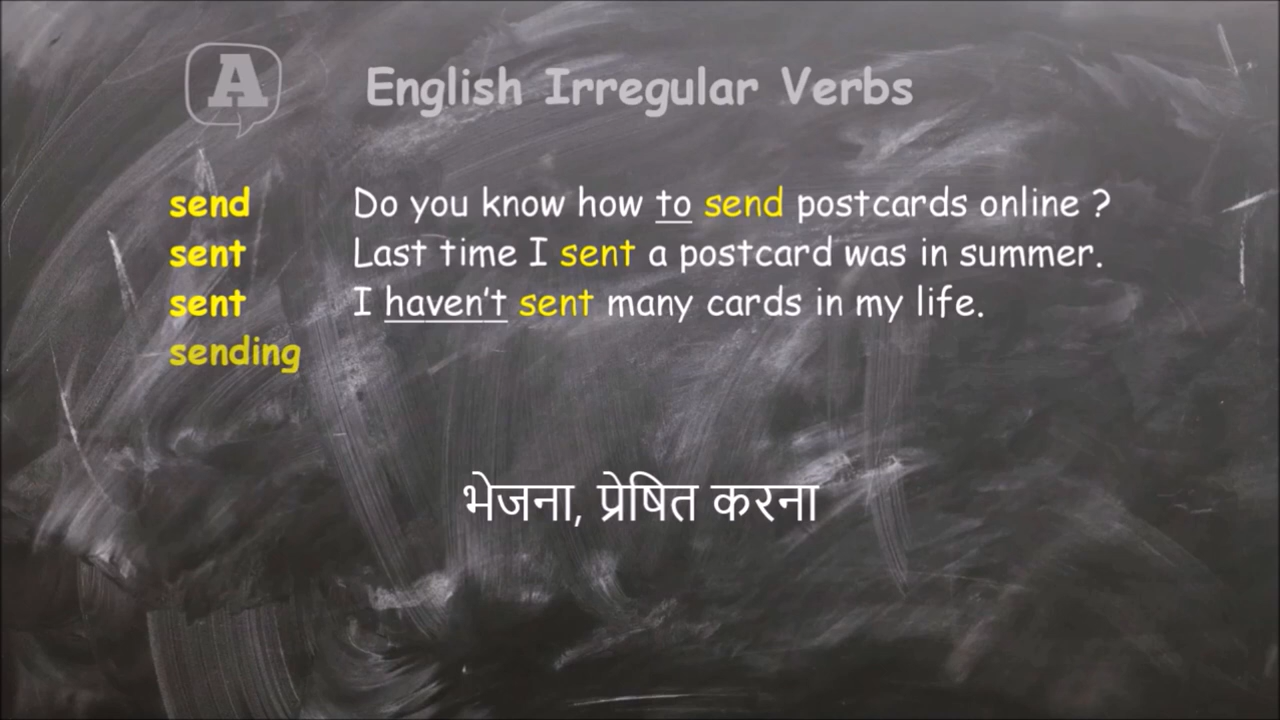 A
English Irregular Verbs
send Do you know how to send postcards online ?
sent Last time I sent a postcard was in summer.
sent I haven't sent many cards in my life.
sending
भेजना, प्रेषित करना